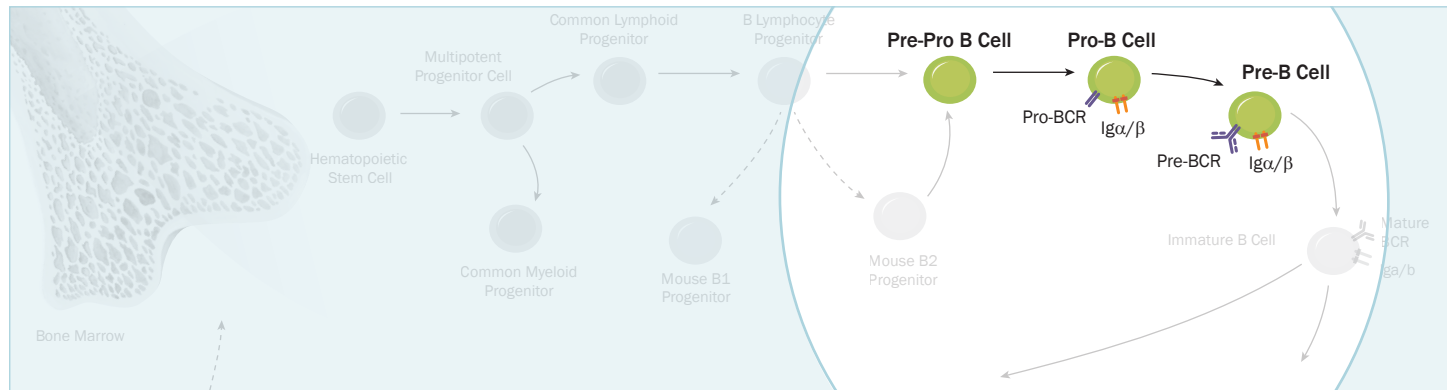 Common Lymphoid
Progenitor
B Lymphocyte
Progenitor
Multipotent
Progenitor Cell
Pre-Pro B Cell
Pro-B Cell
Pre-B Cell
Pro-BCR
Igα/β
Pre-BCR
Igα/β
Hematopoietic
Stem Cell
Common Myeloid
Progenitor
Mouse B1
Progenitor
Mouse B2
Progenitor
Immature B Cell
Mature
BCR
Iga/b
Bone Marrow